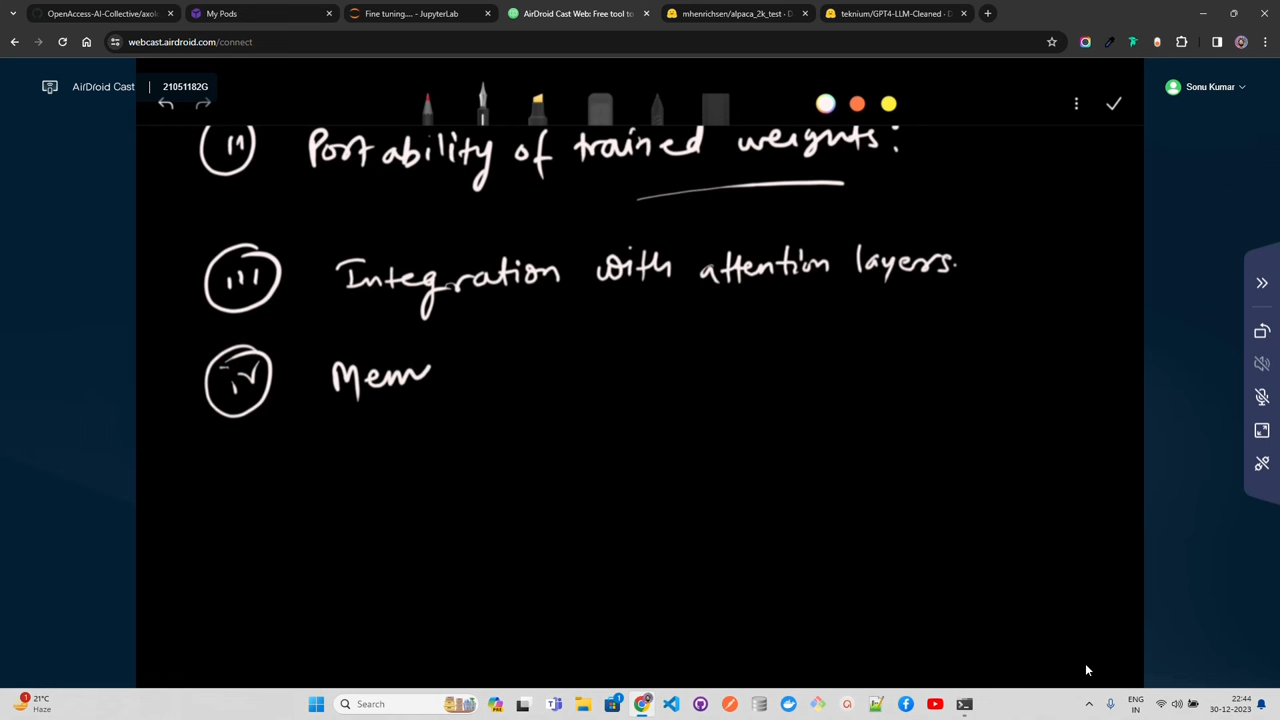 OpenAccess-AI-Collective/axol
My Pods
Fine tuning.... - JupyterLab
AirDroid Cast Web: Free tool to
mhenrichsen/alpaca_2k_test · D
teknium/GPT4-LLM-Cleaned · D
webcast.airdroid.com/connect
AirDroid Cast
21051182G
Sonu Kumar
(ii) Portability of trained weights:
(iii) Integration with attention layers.
(iv) Mem
1
21°C
Haze
Search
1
ENG
IN
22:44
30-12-2023